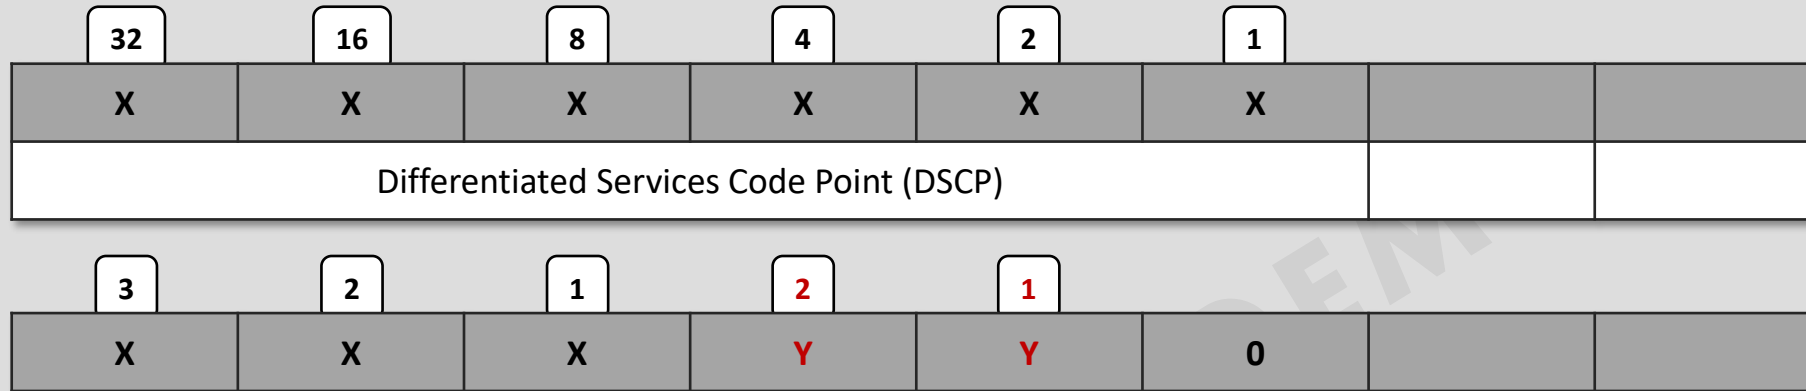 32 16 8 4 2 1
X X X X X X
Differentiated Services Code Point (DSCP)
3 2 1 2 1
X X X Y Y 0